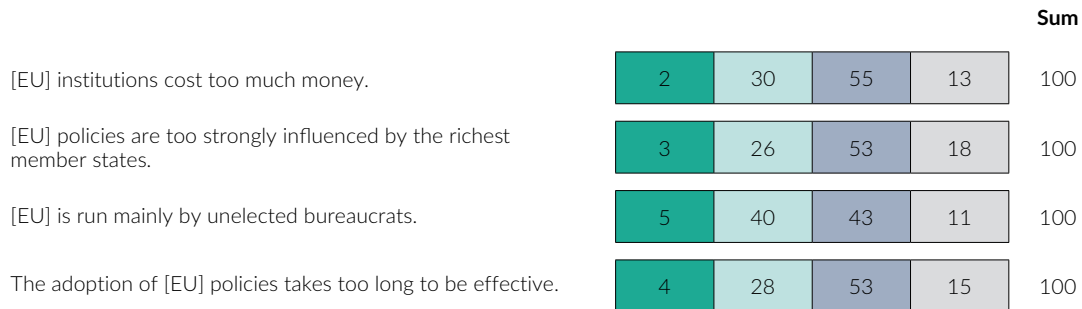 Sum
[EU] institutions cost too much money. 2 30 55 13 100
[EU] policies are too strongly influenced by the richest
member states. 3 26 53 18 100
[EU] is run mainly by unelected bureaucrats. 5 40 43 11 100
The adoption of [EU] policies takes too long to be effective. 4 28 53 15 100